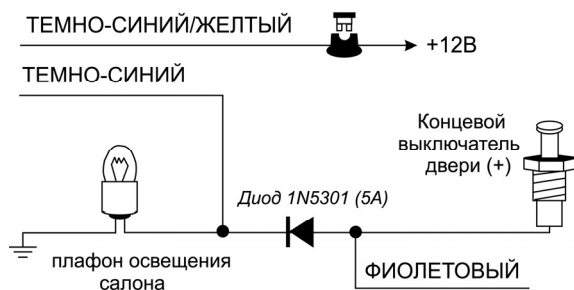 ТЕМНО-СИНИЙ/ЖЕЛТЫЙ
+12В
ТЕМНО-СИНИЙ
Концевой
выключатель
двери (+)
Диод 1N5301 (5А)
плафон освещения
салона
ФИОЛЕТОВЫЙ